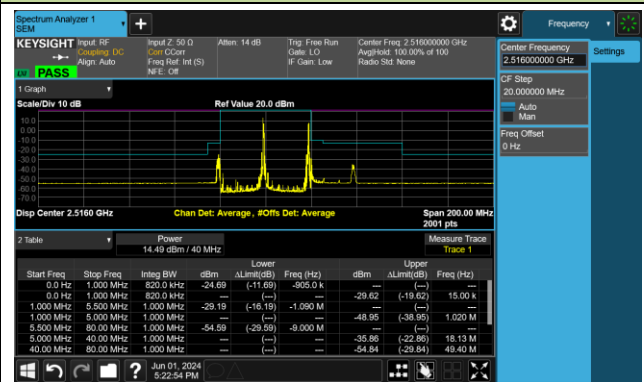 Spectrum Analyzer 1
SEM
Frequency
KEYSIGHT
Input: RF
Coupling: DC
Align: Auto
Input Z: 50 Ω
Corr CCorr
Freq Ref: Int (S)
NFE: Off
Atten: 14 dB
Trig: Free Run
Gate: LO
IF Gain: Low
Center Freq: 2.516000000 GHz
Avg|Hold: 100.00% of 100
Radio Std: None
PASS
Center Frequency
2.516000000 GHz
Settings
CF Step
20.000000 MHz
Auto
Man
Freq Offset
0 Hz
1 Graph
Scale/Div 10 dB
Ref Value 20.0 dBm
10.0
0.00
-10.0
-20.0
-30.0
-40.0
-50.0
-60.0
-70.0
Disp Center 2.5160 GHz
Chan Det: Average, #Offs Det: Average
Span 200.00 MHz
2001 pts
2 Table
Power
14.49 dBm / 40 MHz
Measure Trace
Trace 1
Lower Upper
Start Freq Stop Freq Integ BW dBm ΔLimit(dB) Freq (Hz) dBm ΔLimit(dB) Freq (Hz)
0.0 Hz 1.000 MHz 820.0 kHz -24.69 (-11.69) -905.0 k --- (---) ---
0.0 Hz 1.000 MHz 820.0 kHz --- (---) --- -29.62 (-19.62) 15.00 k
1.000 MHz 5.500 MHz 1.000 MHz -29.19 (-16.19) -1.090 M --- (---) ---
1.000 MHz 5.000 MHz 1.000 MHz --- (---) --- -48.95 (-38.95) 1.020 M
5.500 MHz 80.00 MHz 1.000 MHz -54.59 (-29.59) -9.000 M --- (---) ---
5.000 MHz 40.00 MHz 1.000 MHz --- (---) --- -35.86 (-22.86) 18.13 M
40.00 MHz 80.00 MHz 1.000 MHz --- (---) --- -54.84 (-29.84) 49.40 M
?
Jun 01, 2024
5:22:54 PM